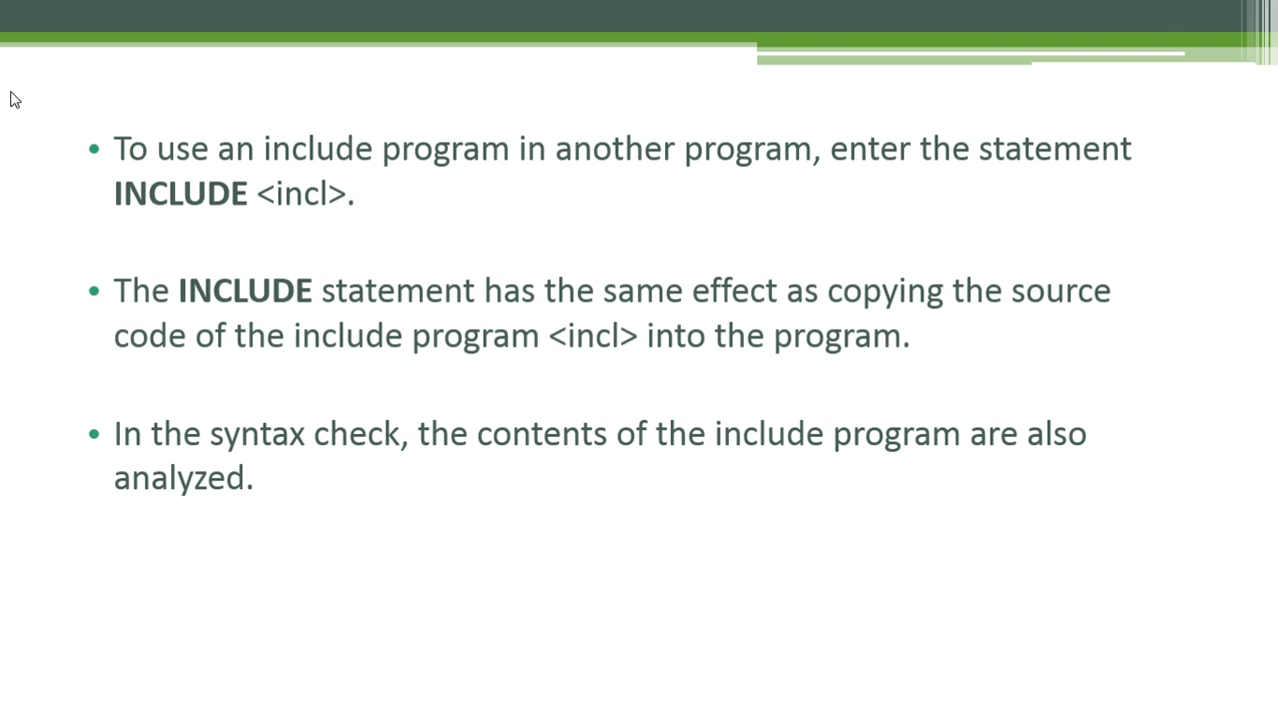 • To use an include program in another program, enter the statement
INCLUDE <incl>.
• The INCLUDE statement has the same effect as copying the source
code of the include program <incl> into the program.
• In the syntax check, the contents of the include program are also
analyzed.